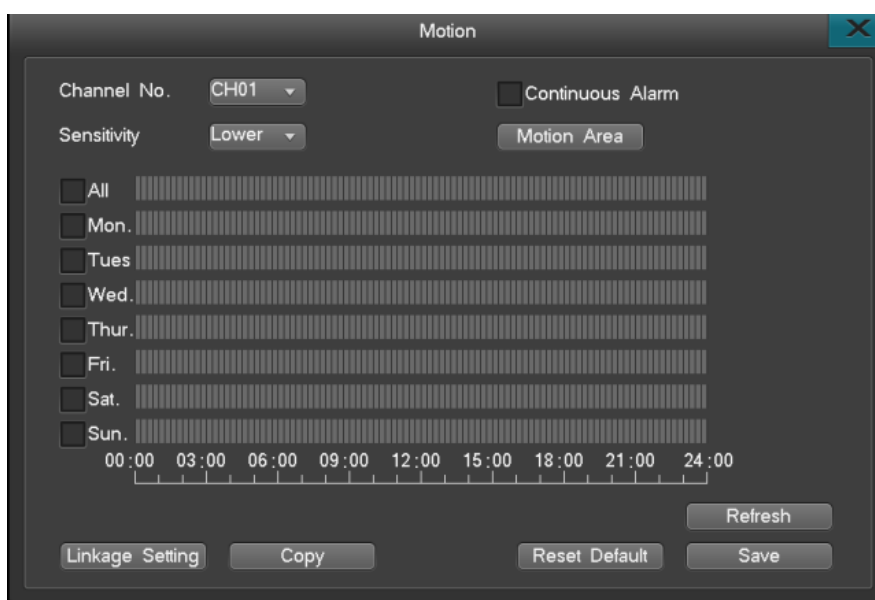 Motion
Channel No. CH01 Continuous Alarm
Sensitivity Lower Motion Area
All
Mon.
Tues
Wed.
Thur.
Fri.
Sat.
Sun.
00:00 03:00 06:00 09:00 12:00 15:00 18:00 21:00 24:00
Refresh
Linkage Setting Copy Reset Default Save